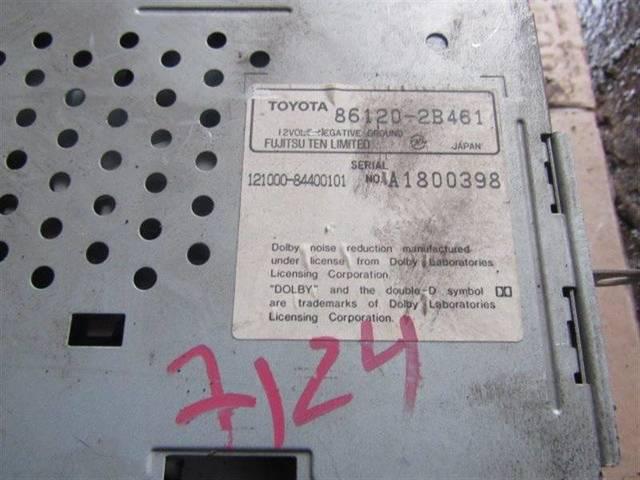 TOYOTA 86120-2B461
12VOLT NEGATIVE GROUND
FUJITSU TEN LIMITED JAPAN
SERIAL
121000-84400101 NO. A1800398
Dolby noise reduction manufactured
under license from Dolby Laboratories
Licensing Corporation.
"DOLBY" and the double-D symbol
are trademarks of Dolby Laboratories
Licensing Corporation.
7124